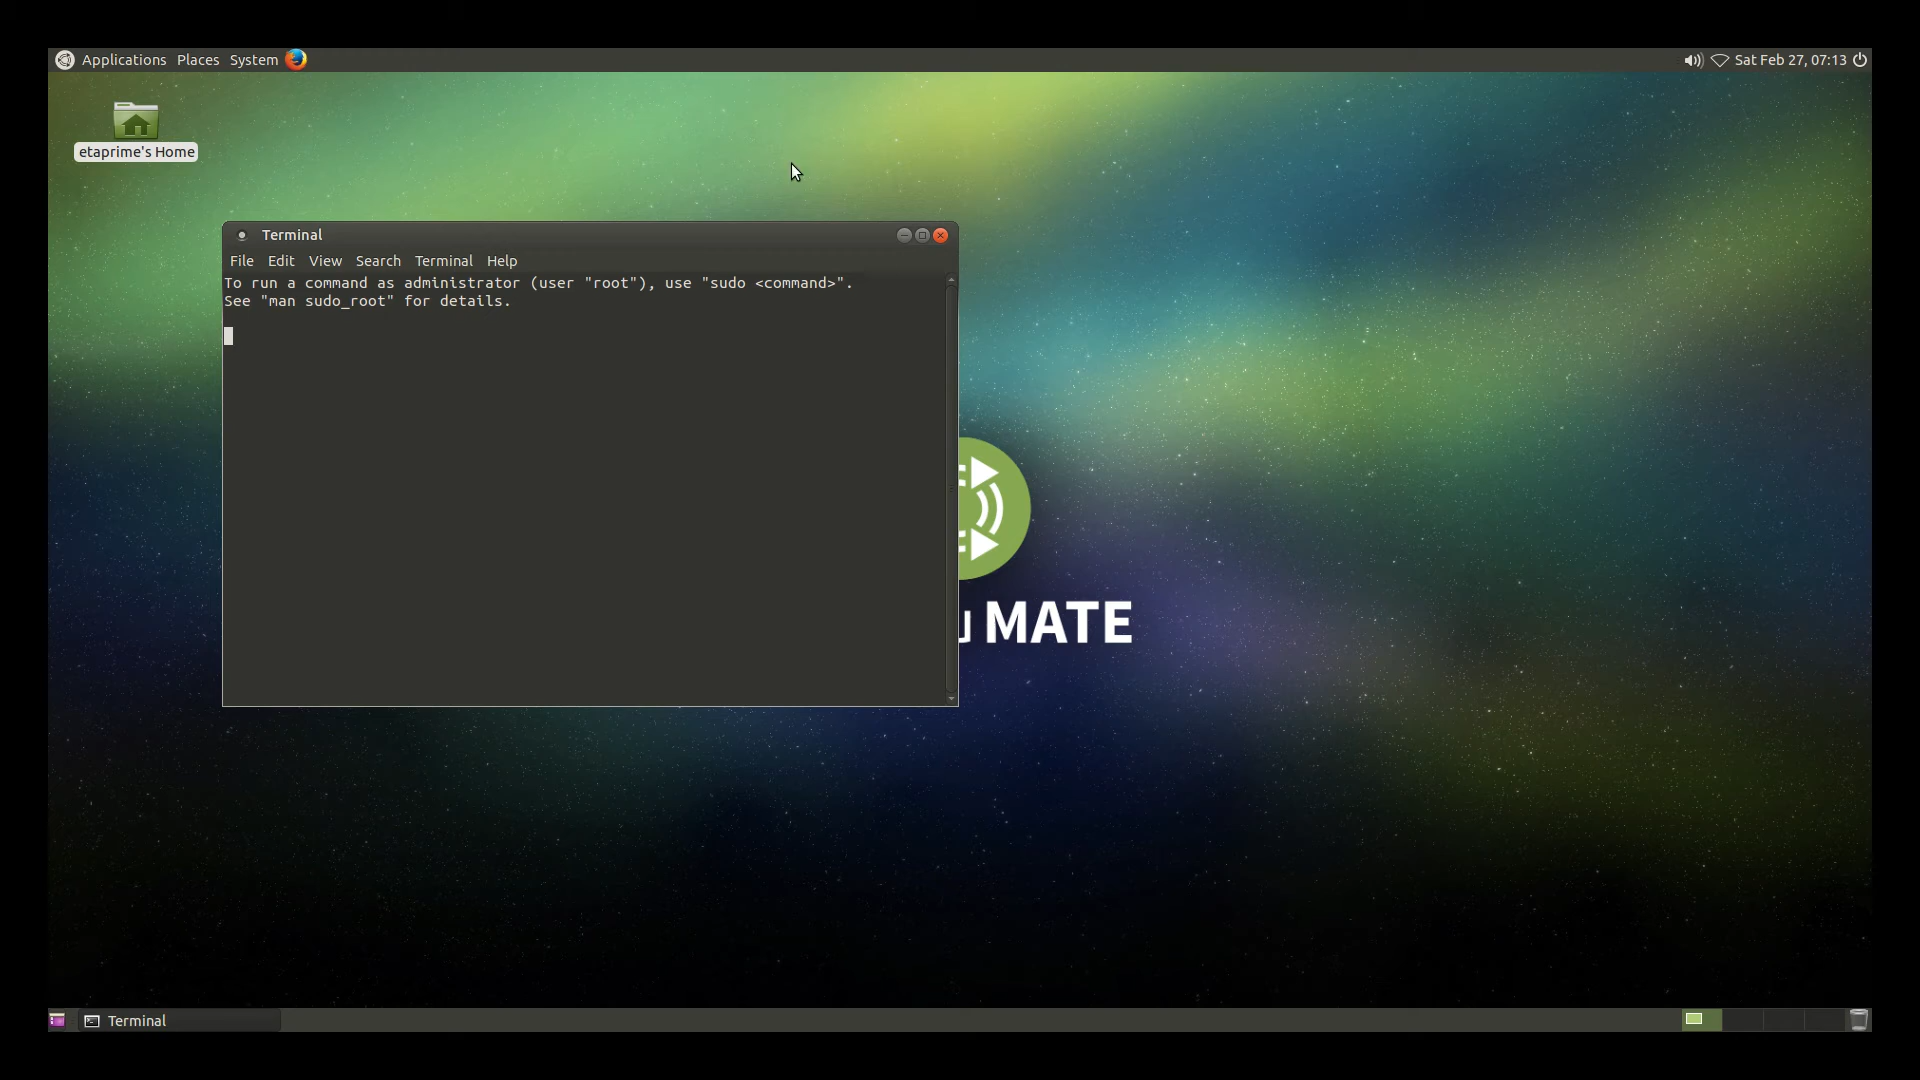 Applications Places System Sat Feb 27, 07:13
etaprime's Home
Terminal
File Edit View Search Terminal Help
To run a command as administrator (user "root"), use "sudo <command>".
See "man sudo_root" for details.
MATE
Terminal